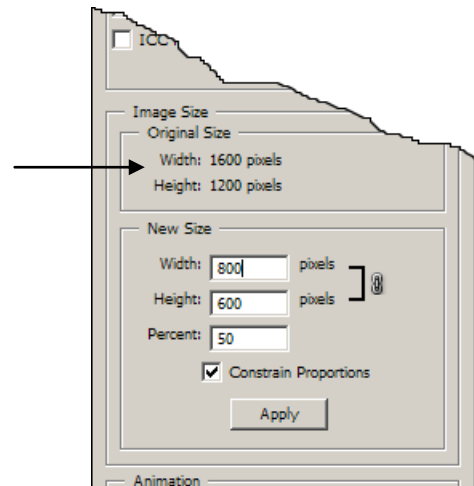 ICC
Image Size
Original Size
Width: 1600 pixels
Height: 1200 pixels
New Size
Width: 800 pixels
Height: 600 pixels
Percent: 50
Constrain Proportions
Apply
Animation